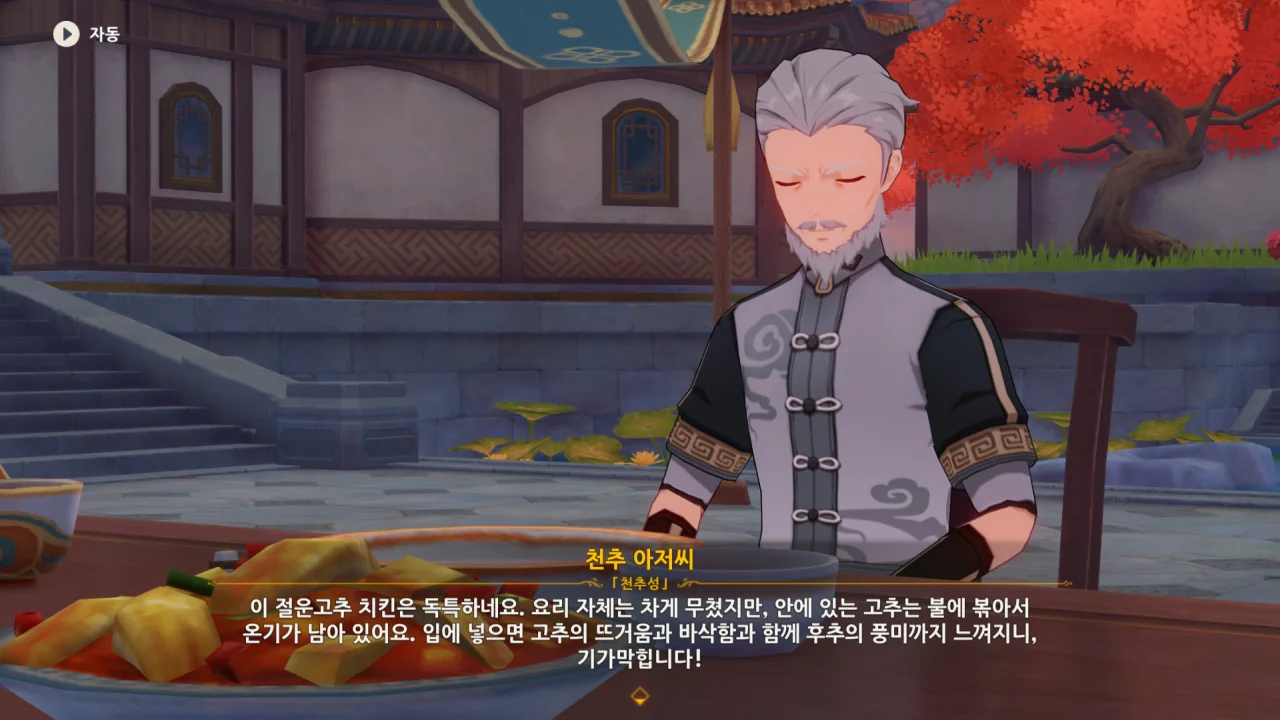 자동
천추 아저씨
「천추성」
이 절운고추 치킨은 독특하네요. 요리 자체는 차게 무쳤지만, 안에 있는 고추는 불에 볶아서
온기가 남아 있어요. 입에 넣으면 고추의 뜨거움과 바삭함과 함께 후추의 풍미까지 느껴지니,
기가막힙니다!